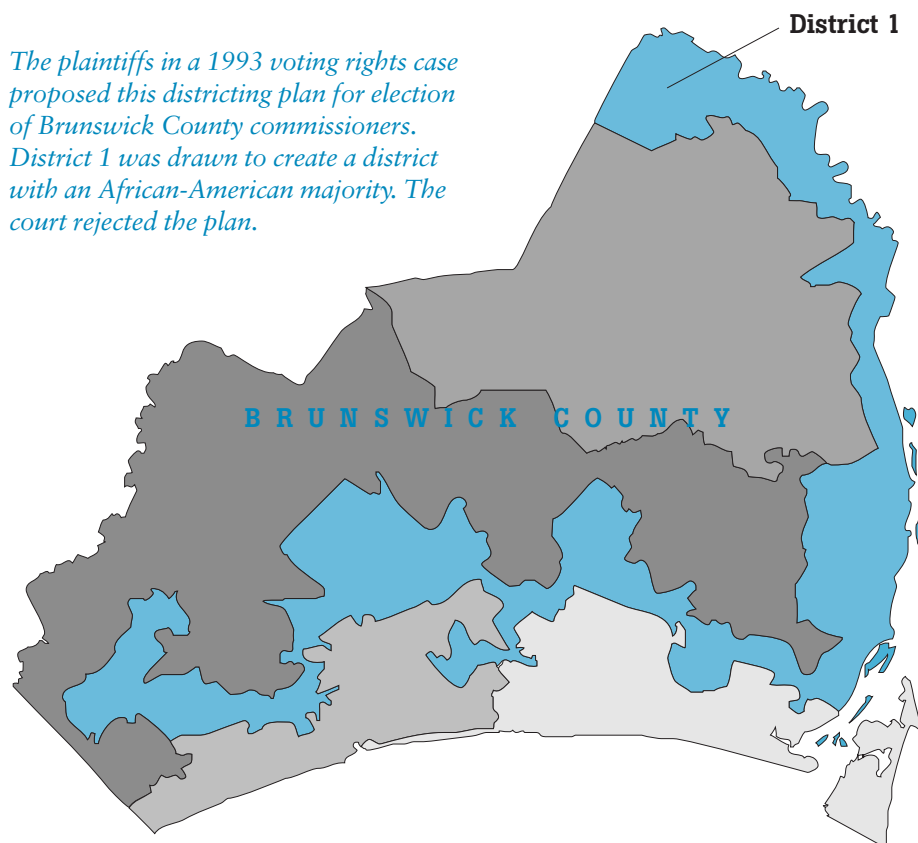 District 1
The plaintiffs in a 1993 voting rights case
proposed this districting plan for election
of Brunswick County commissioners.
District 1 was drawn to create a district
with an African-American majority. The
court rejected the plan.
BRUNSWICK COUNTY